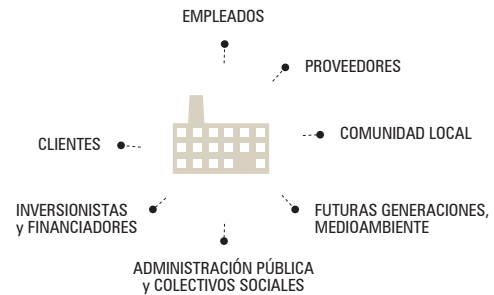 EMPLEADOS
PROVEEDORES
COMUNIDAD LOCAL
CLIENTES
INVERSIONISTAS
y FINANCIADORES
FUTURAS GENERACIONES,
MEDIOAMBIENTE
ADMINISTRACIÓN PÚBLICA
y COLECTIVOS SOCIALES